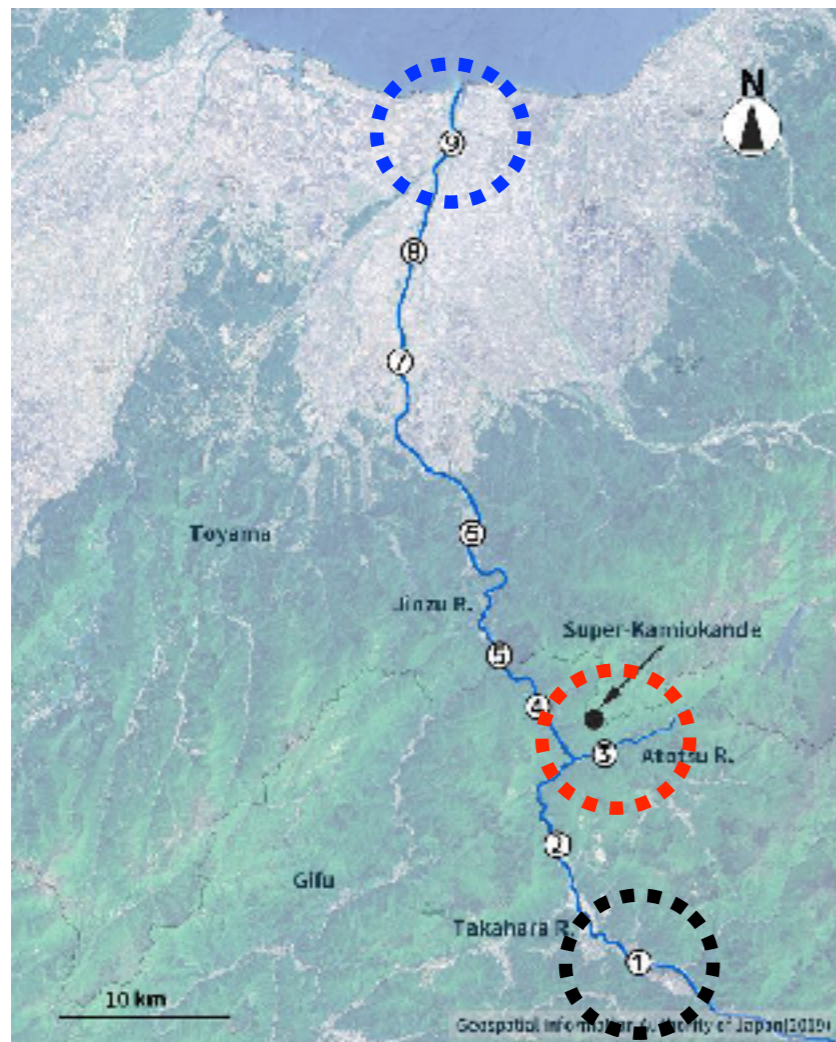 N
9
8
7
6
Toyama
Jinzu R.
Super-Kamiokande
5
4
3
Atotsu R.
2
Gifu
Takahara R.
1
10 km
Geospatial Information Authority of Japan(2019)